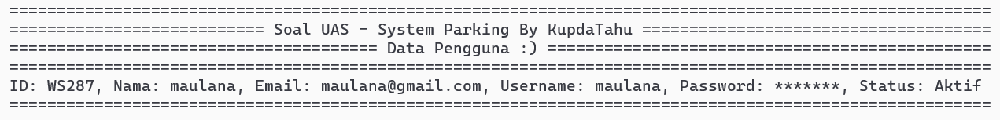 ========================================================================================================
=========================== Soal UAS - System Parking By KupdaTahu =====================================
======================================= Data Pengguna :) ===============================================
========================================================================================================
ID: WS287, Nama: maulana, Email: maulana@gmail.com, Username: maulana, Password: *******, Status: Aktif
========================================================================================================